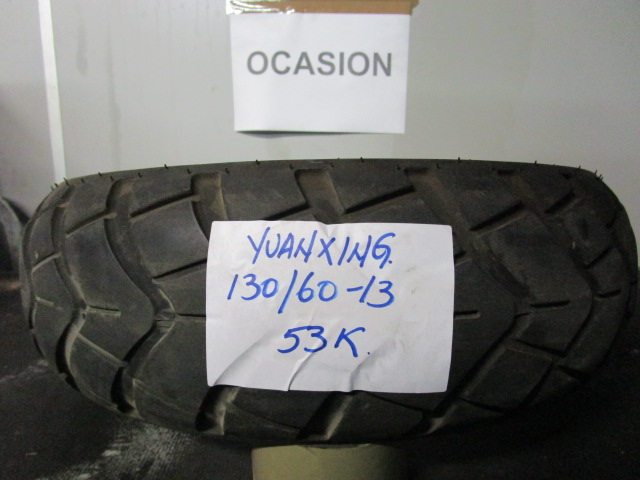 OCASION
YUANXING.
130/60-13
53K.